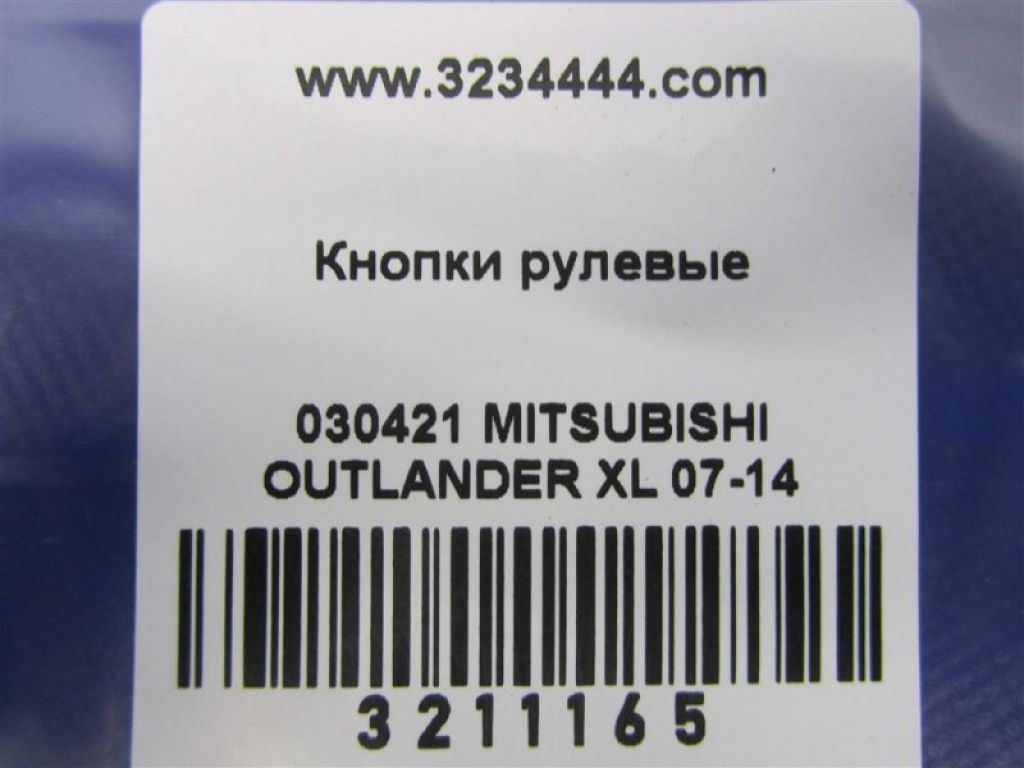 www.3234444.com
Кнопки рулевые
030421 MITSUBISHI
OUTLANDER XL 07-14
3211165